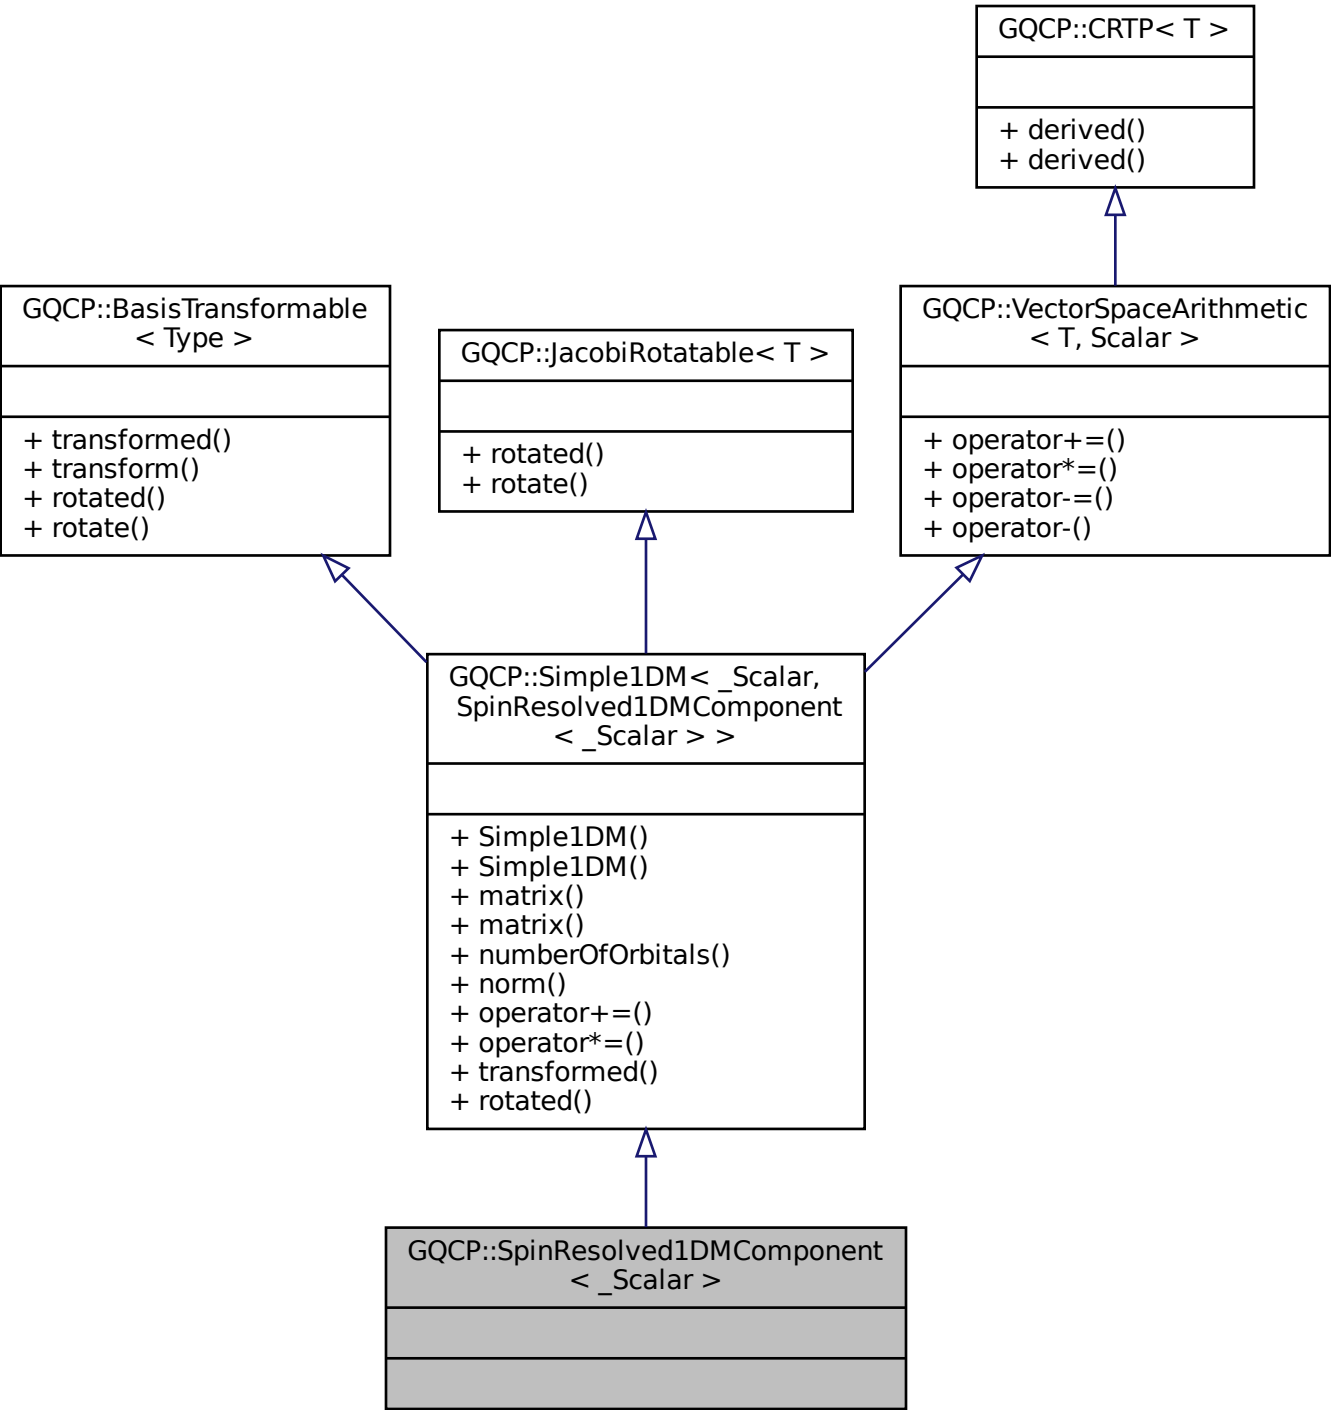 GQCP::CRTP< T >
+ derived()
+ derived()
GQCP::BasisTransformable
< Type >
+ transformed()
+ transform()
+ rotated()
+ rotate()
GQCP::JacobiRotatable< T >
+ rotated()
+ rotate()
GQCP::VectorSpaceArithmetic
< T, Scalar >
+ operator+=()
+ operator*=()
+ operator-=()
+ operator-()
GQCP::Simple1DM< _Scalar,
SpinResolved1DMComponent
< _Scalar > >
+ Simple1DM()
+ Simple1DM()
+ matrix()
+ matrix()
+ numberOfOrbitals()
+ norm()
+ operator+=()
+ operator*=()
+ transformed()
+ rotated()
GQCP::SpinResolved1DMComponent
< _Scalar >